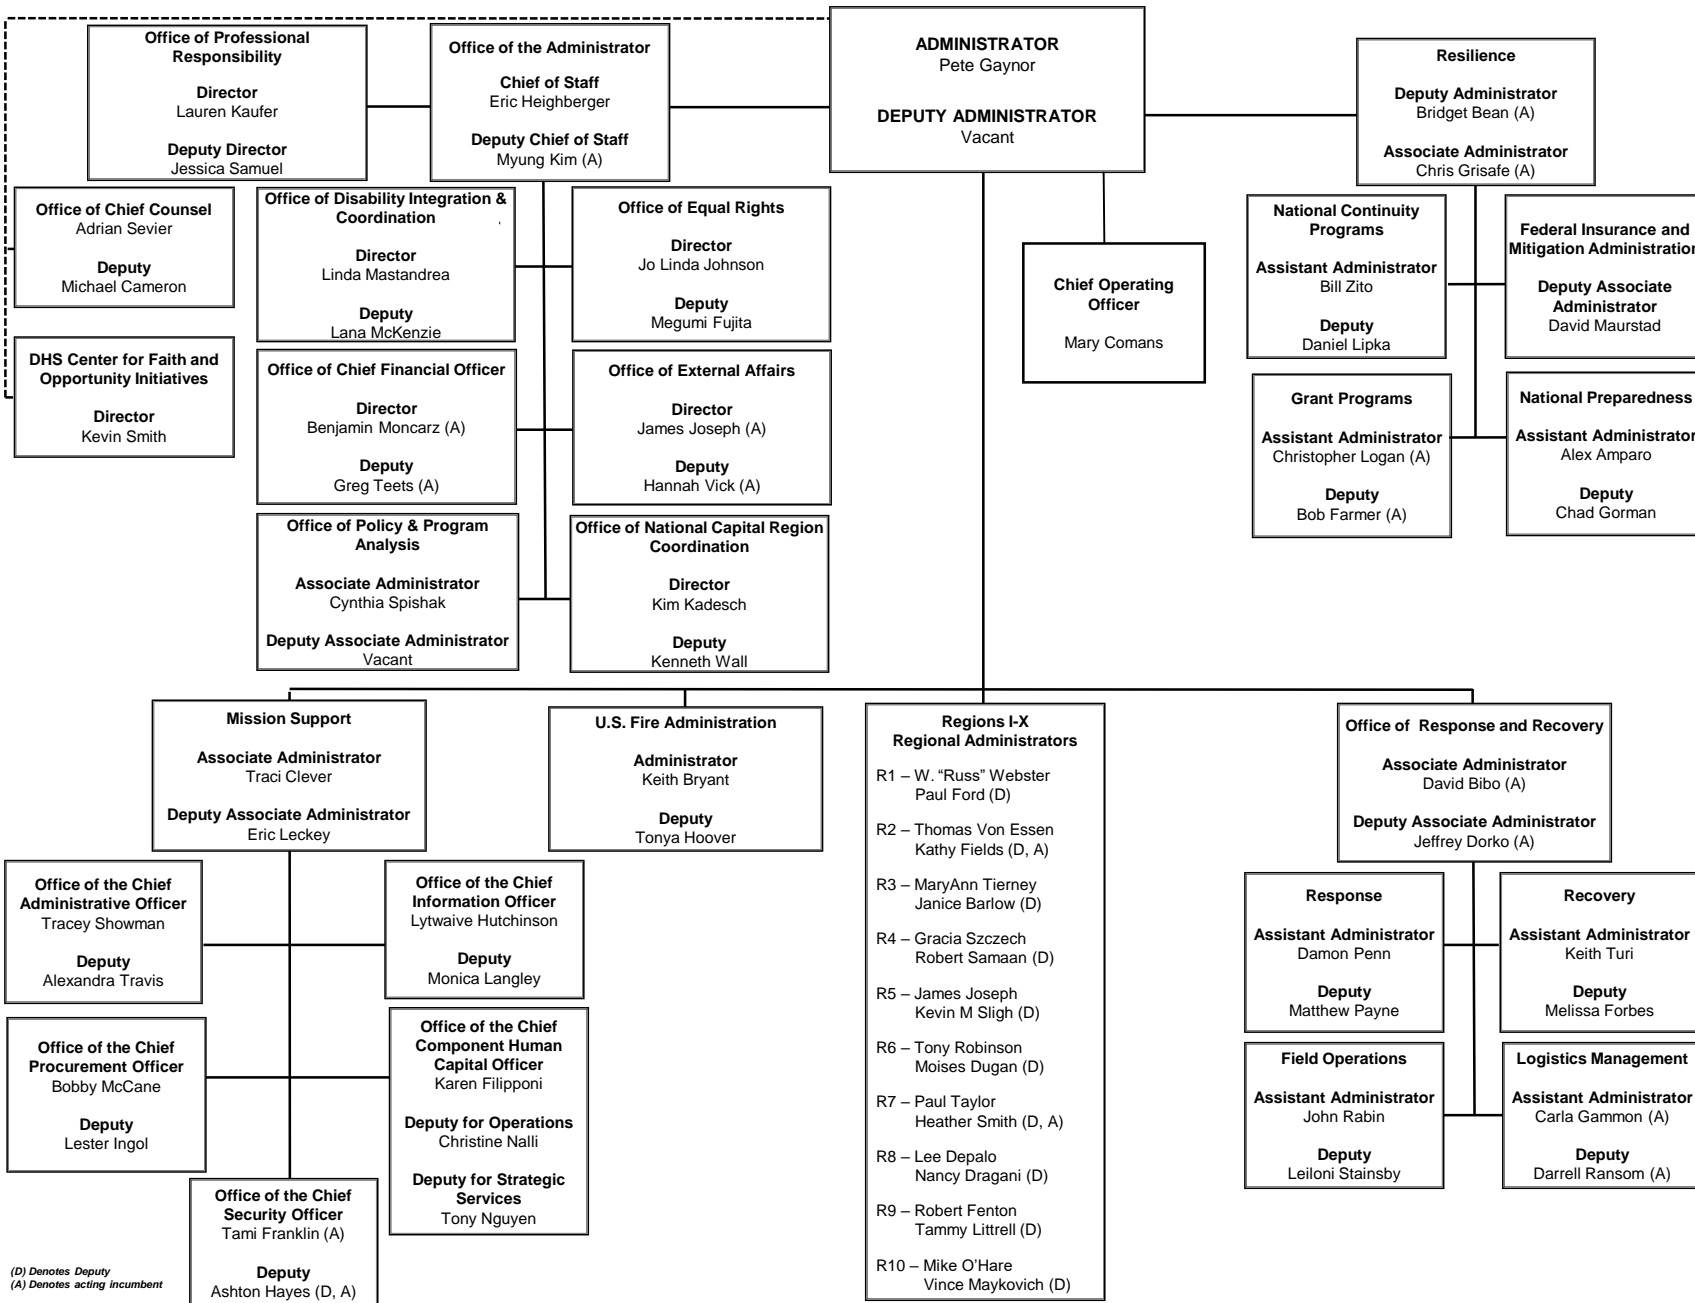 Office of Professional
Responsibility
Director
Lauren Kaufer
Deputy Director
Jessica Samuel
Office of the Administrator
Chief of Staff
Eric Heighberger
Deputy Chief of Staff
Myung Kim (A)
ADMINISTRATOR
Pete Gaynor
DEPUTY ADMINISTRATOR
Vacant
Resilience
Deputy Administrator
Bridget Bean (A)
Associate Administrator
Chris Grisafe (A)
Office of Chief Counsel
Adrian Sevier
Deputy
Michael Cameron
Office of Disability Integration &
Coordination
Director
Linda Mastandrea
Deputy
Lana McKenzie
Office of Equal Rights
Director
Jo Linda Johnson
Deputy
Megumi Fujita
Chief Operating
Officer
Mary Comans
National Continuity
Programs
Assistant Administrator
Bill Zito
Deputy
Daniel Lipka
Federal Insurance and
Mitigation Administration
Deputy Associate
Administrator
David Maurstad
DHS Center for Faith and
Opportunity Initiatives
Director
Kevin Smith
Office of Chief Financial Officer
Director
Benjamin Moncarz (A)
Deputy
Greg Teets (A)
Office of External Affairs
Director
James Joseph (A)
Deputy
Hannah Vick (A)
Grant Programs
Assistant Administrator
Christopher Logan (A)
Deputy
Bob Farmer (A)
National Preparedness
Assistant Administrator
Alex Amparo
Deputy
Chad Gorman
Office of Policy & Program
Analysis
Associate Administrator
Cynthia Spishak
Deputy Associate Administrator
Vacant
Office of National Capital Region
Coordination
Director
Kim Kadesch
Deputy
Kenneth Wall
Mission Support
Associate Administrator
Traci Clever
Deputy Associate Administrator
Eric Leckey
U.S. Fire Administration
Administrator
Keith Bryant
Deputy
Tonya Hoover
Regions I-X
Regional Administrators
R1 – W. “Russ” Webster
Paul Ford (D)
R2 – Thomas Von Essen
Kathy Fields (D, A)
R3 – MaryAnn Tierney
Janice Barlow (D)
R4 – Gracia Szczech
Robert Samaan (D)
R5 – James Joseph
Kevin M Sligh (D)
R6 – Tony Robinson
Moises Dugan (D)
R7 – Paul Taylor
Heather Smith (D, A)
R8 – Lee Depalo
Nancy Dragani (D)
R9 – Robert Fenton
Tammy Littrell (D)
R10 – Mike O’Hare
Vince Maykovich (D)
Office of Response and Recovery
Associate Administrator
David Bibo (A)
Deputy Associate Administrator
Jeffrey Dorko (A)
Office of the Chief
Administrative Officer
Tracey Showman
Deputy
Alexandra Travis
Office of the Chief
Information Officer
Lytwaive Hutchinson
Deputy
Monica Langley
Response
Assistant Administrator
Damon Penn
Deputy
Matthew Payne
Recovery
Assistant Administrator
Keith Turi
Deputy
Melissa Forbes
Office of the Chief
Procurement Officer
Bobby McCane
Deputy
Lester Ingol
Office of the Chief
Component Human
Capital Officer
Karen Filipponi
Deputy for Operations
Christine Nalli
Deputy for Strategic
Services
Tony Nguyen
Field Operations
Assistant Administrator
John Rabin
Deputy
Leiloni Stainsby
Logistics Management
Assistant Administrator
Carla Gammon (A)
Deputy
Darrell Ransom (A)
Office of the Chief
Security Officer
Tami Franklin (A)
Deputy
Ashton Hayes (D, A)
(D) Denotes Deputy
(A) Denotes acting incumbent